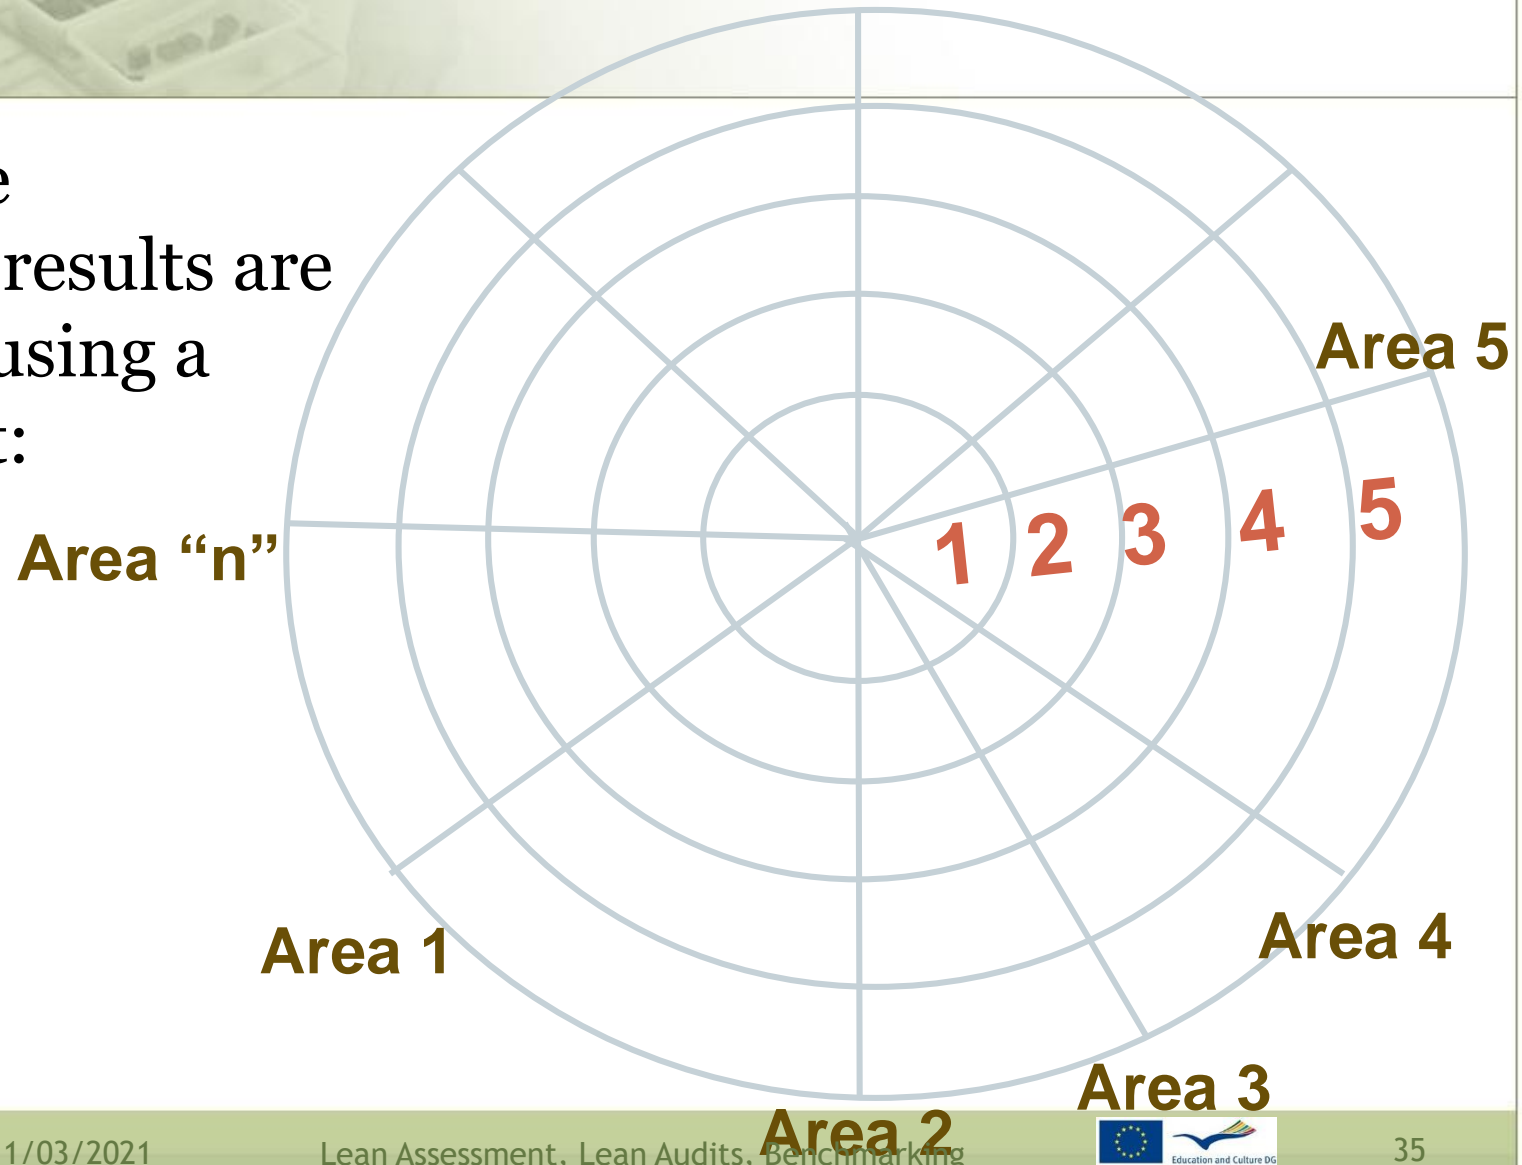 e
results are
using a
t:
Area 5
1 2 3 4 5
Area “n”
Area 1
Area 4
Area 3
Area 2
1/03/2021
Lean Assessment, Lean Audits, Benchmarking
Education and Culture DG
35